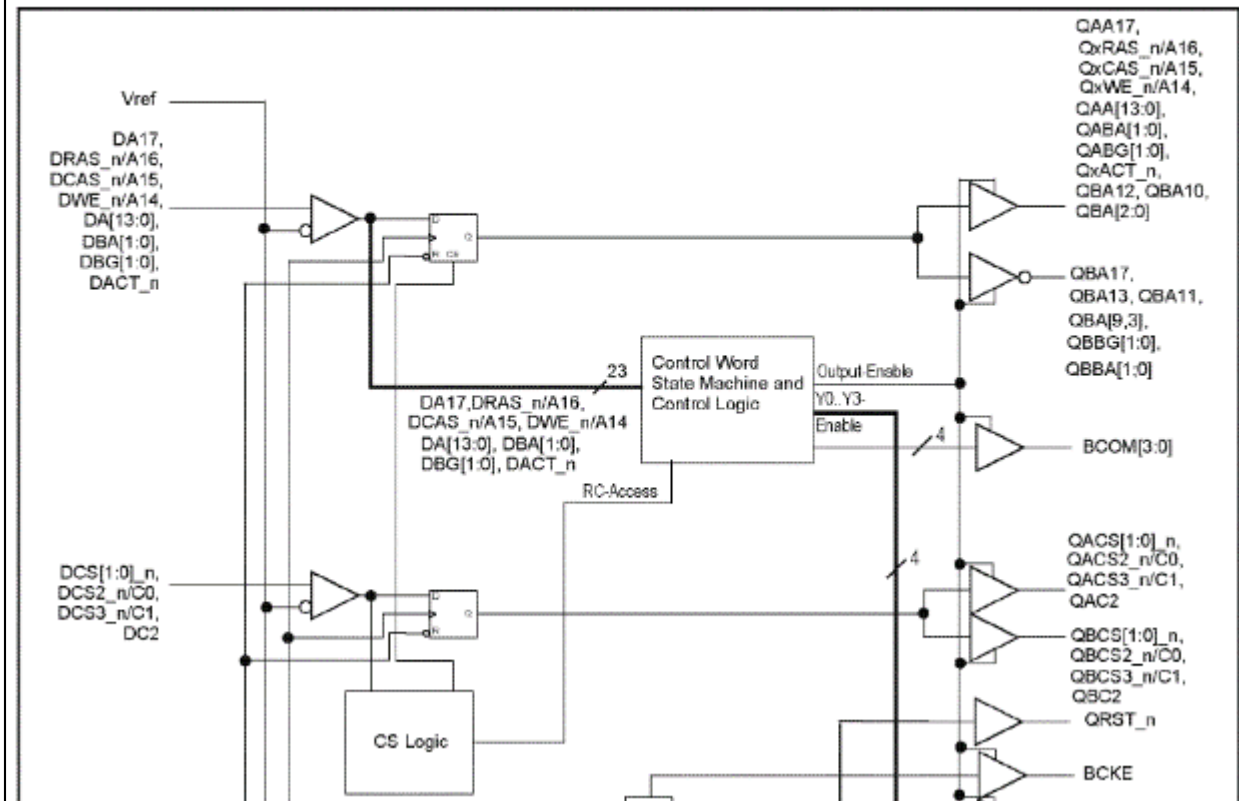 Vref
DA17,
DRAS_n/A16,
DCAS_n/A15,
DWE_n/A14,
DA[13:0],
DBA[1:0],
DBG[1:0],
DACT_n
D
Q
R CE
QAA17,
QxRAS_n/A16,
QxCAS_n/A15,
QxWE_n/A14,
QAA[13:0],
QABA[1:0],
QABG[1:0],
QxACT_n,
QBA12, QBA10,
QBA[2:0]
QBA17,
QBA13, QBA11,
QBA[9,3],
QBBG[1:0],
QBBA[1;0]
23
DA17,DRAS_n/A16,
DCAS_n/A15, DWE_n/A14
DA[13:0], DBA[1:0],
DBG[1:0], DACT_n
Control Word
State Machine and
Control Logic
Output-Enable
Y0..Y3-
Enable
4
BCOM[3:0]
RC-Access
4
DCS[1:0]_n,
DCS2_n/C0,
DCS3_n/C1,
DC2
D
Q
R
CS Logic
QACS[1:0]_n,
QACS2_n/C0,
QACS3_n/C1,
QAC2
QBCS[1:0]_n,
QBCS2_n/C0,
QBCS3_n/C1,
QBC2
QRST_n
BCKE